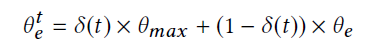 θ_e^t = δ(t) × θ_max + (1 − δ(t)) × θ_e